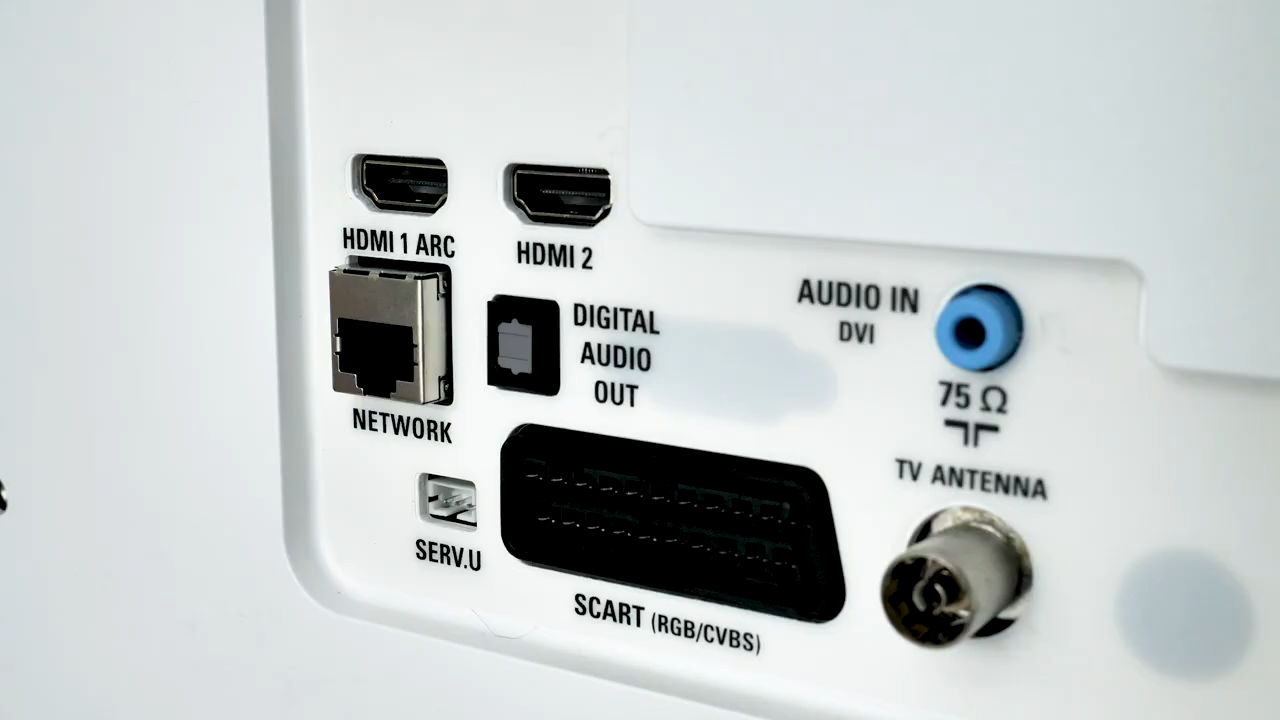 HDMI 1 ARC
HDMI 2
NETWORK
DIGITAL
AUDIO
OUT
AUDIO IN
DVI
75 Ω
TV ANTENNA
SERV.U
SCART (RGB/CVBS)